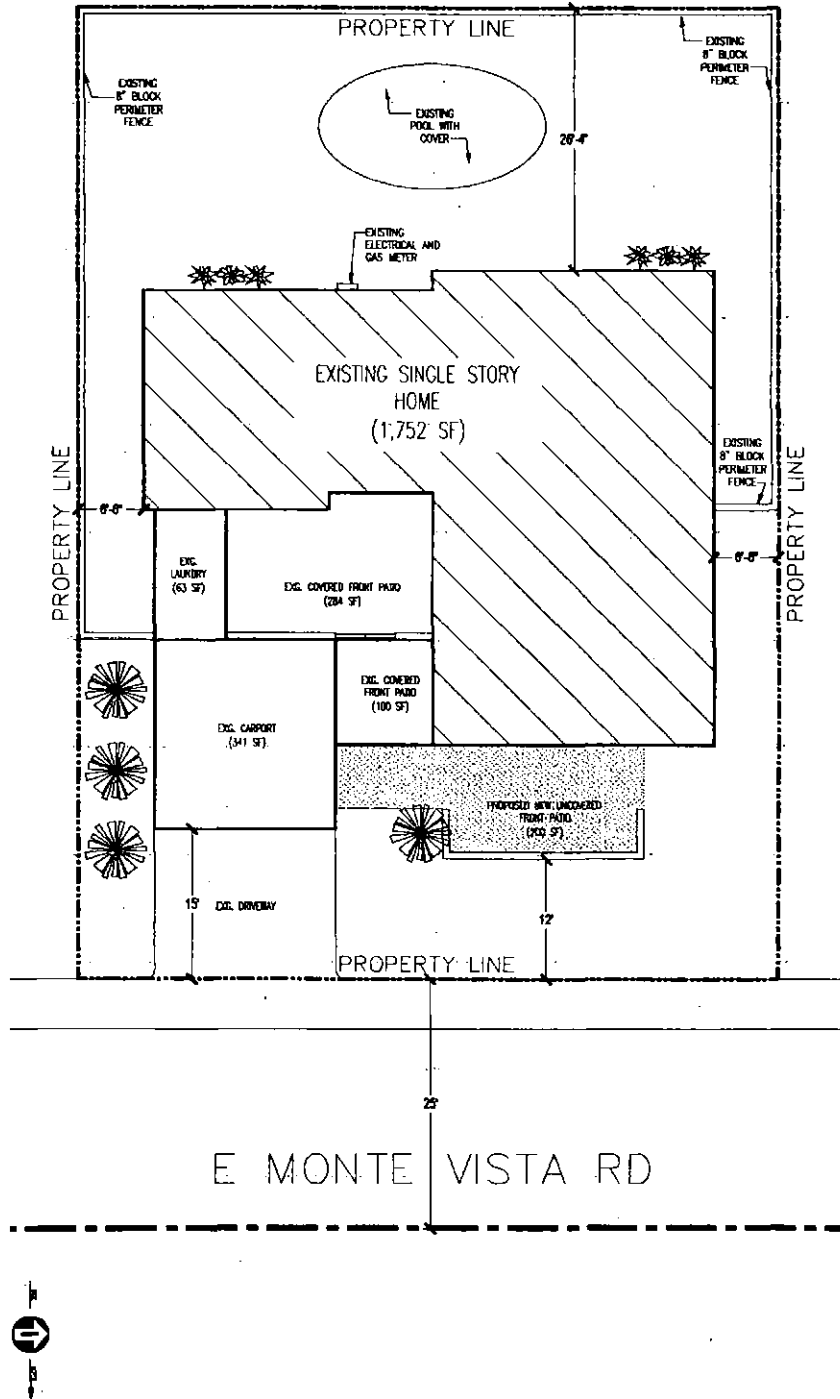 PROPERTY LINE
EXISTING
8" BLOCK
PERIMETER
FENCE
EXISTING
8" BLOCK
PERIMETER
FENCE
EXISTING
POOL WITH
COVER
26'-4"
EXISTING
ELECTRICAL AND
GAS METER
EXISTING SINGLE STORY
HOME
(1,752 SF)
EXISTING
8" BLOCK
PERIMETER
FENCE
PROPERTY LINE
PROPERTY LINE
6'-8"
6'-8"
EXG.
LAUNDRY
(63 SF)
EXG. COVERED FRONT PATIO
(284 SF)
EXG. COVERED
FRONT PATIO
(100 SF)
EXG. CARPORT
(341 SF)
PROPOSED NEW UNCOVERED
FRONT PATIO
(200 SF)
15'
EXG. DRIVEWAY
12'
PROPERTY LINE
25'
E MONTE VISTA RD